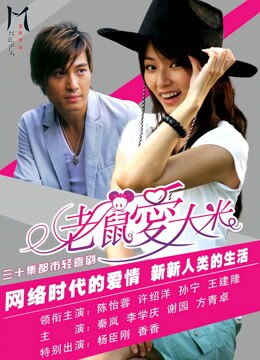 老鼠愛大米
三十集都市轻喜剧
网络时代的爱情 新新人类的生活
领衔主演：陈怡蓉 许绍洋 孙宁 王建隆
主演：秦岚 李学庆 谢园 方青卓
特别出演：杨臣刚 香香